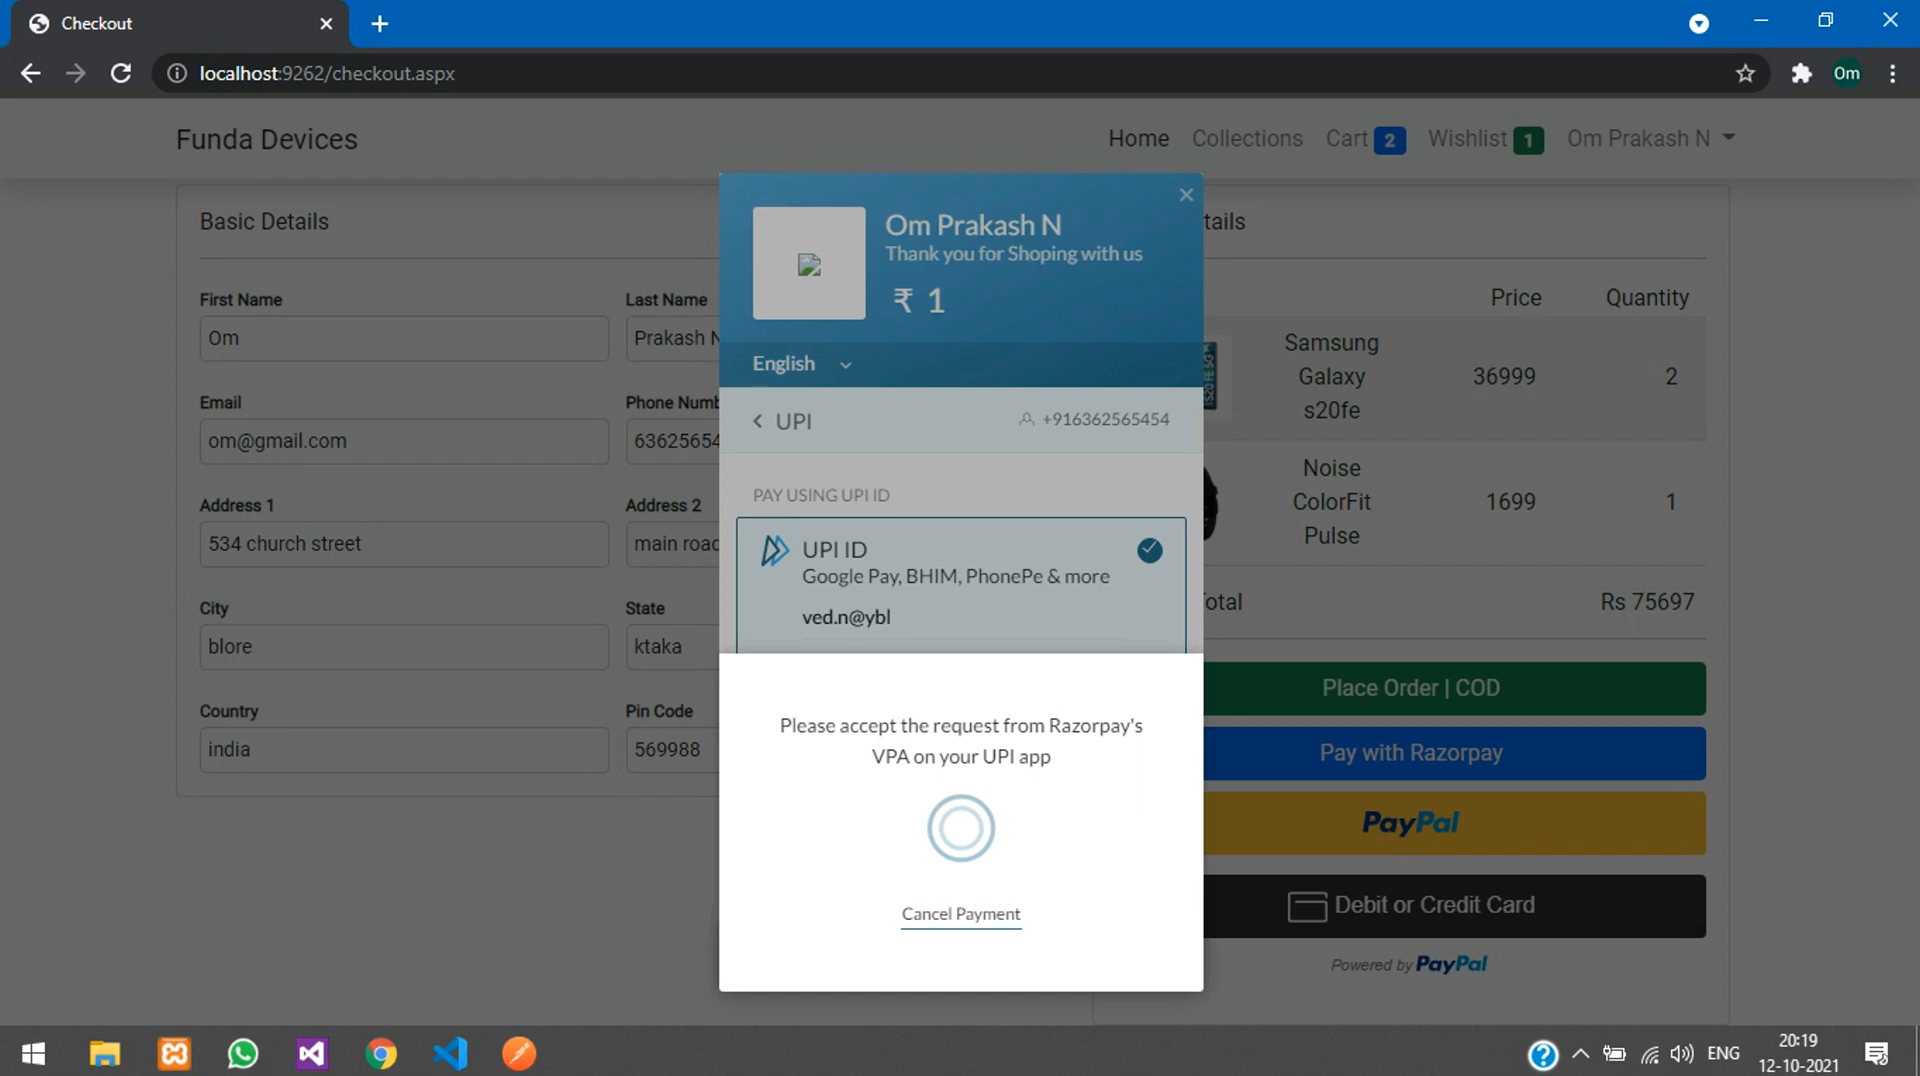 Checkout
localhost:9262/checkout.aspx
Om
Funda Devices
Home Collections Cart 2 Wishlist 1 Om Prakash N
Basic Details
First Name
Om
Last Name
Prakash N
Email
om@gmail.com
Phone Numb
63625654
Address 1
534 church street
Address 2
main road
City
blore
State
ktaka
Country
india
Pin Code
569988
Om Prakash N
Thank you for Shoping with us
₹ 1
English
UPI
+916362565454
PAY USING UPI ID
UPI ID
Google Pay, BHIM, PhonePe & more
ved.n@ybl
Please accept the request from Razorpay's
VPA on your UPI app
Cancel Payment
tails
Price Quantity
Samsung
Galaxy 36999 2
s20fe
Noise
ColorFit 1699 1
Pulse
otal Rs 75697
Place Order | COD
Pay with Razorpay
PayPal
Debit or Credit Card
Powered by PayPal
ENG
20:19
12-10-2021